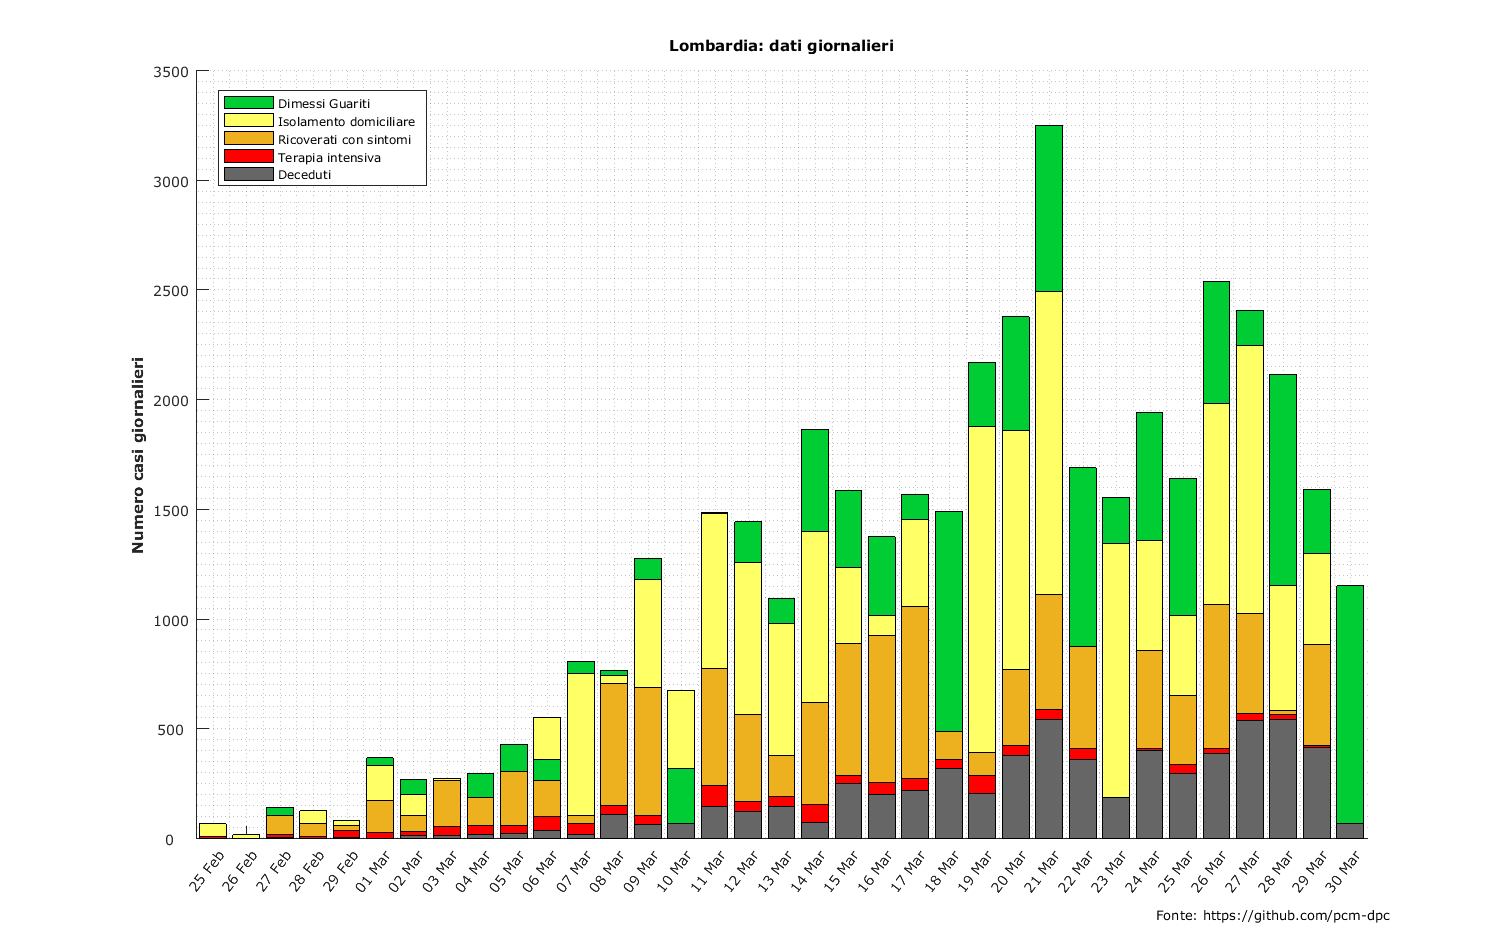 Lombardia: dati giornalieri
Numero casi giornalieri
3500
3000
2500
2000
1500
1000
500
0
Dimessi Guariti
Isolamento domiciliare
Ricoverati con sintomi
Terapia intensiva
Deceduti
25 Feb
26 Feb
27 Feb
28 Feb
29 Feb
01 Mar
02 Mar
03 Mar
04 Mar
05 Mar
06 Mar
07 Mar
08 Mar
09 Mar
10 Mar
11 Mar
12 Mar
13 Mar
14 Mar
15 Mar
16 Mar
17 Mar
18 Mar
19 Mar
20 Mar
21 Mar
22 Mar
23 Mar
24 Mar
25 Mar
26 Mar
27 Mar
28 Mar
29 Mar
30 Mar
Fonte: https://github.com/pcm-dpc